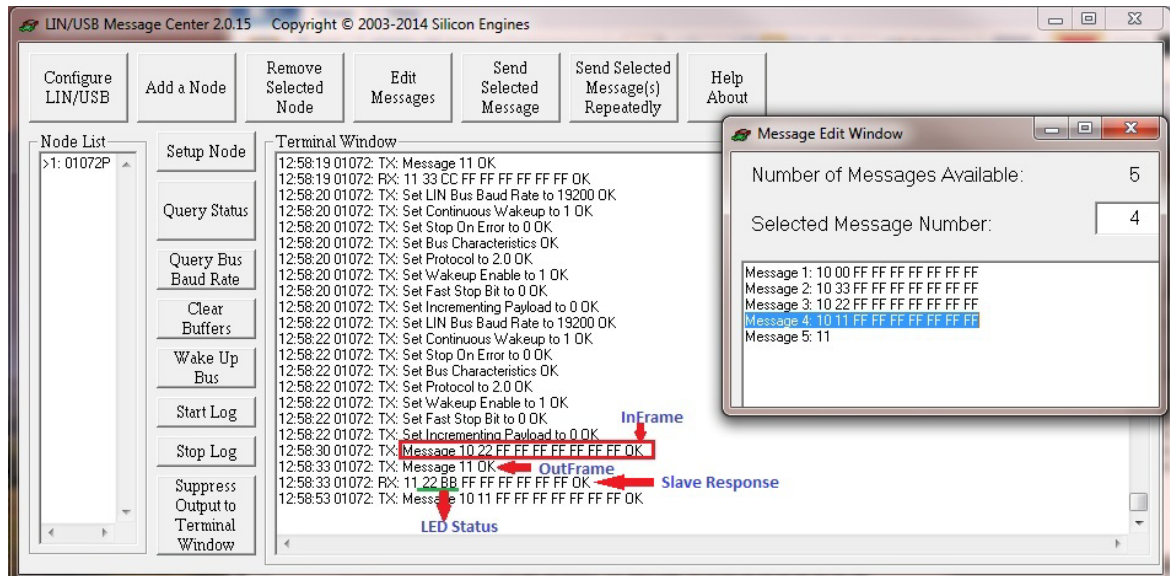 LIN/USB Message Center 2.0.15 Copyright © 2003-2014 Silicon Engines
Configure LIN/USB
Add a Node
Remove Selected Node
Edit Messages
Send Selected Message
Send Selected Message(s) Repeatedly
Help About
Node List
>1: 01072P
Setup Node
Query Status
Query Bus Baud Rate
Clear Buffers
Wake Up Bus
Start Log
Stop Log
Suppress Output to Terminal Window
Terminal Window
12:58:19 01072: TX: Message 11 OK
12:58:19 01072: RX: 11 33 CC FF FF FF FF FF FF OK
12:58:20 01072: TX: Set LIN Bus Baud Rate to 19200 OK
12:58:20 01072: TX: Set Continuous Wakeup to 1 OK
12:58:20 01072: TX: Set Stop On Error to 0 OK
12:58:20 01072: TX: Set Bus Characteristics OK
12:58:20 01072: TX: Set Protocol to 2.0 OK
12:58:20 01072: TX: Set Wake Enable to 1 OK
12:58:20 01072: TX: Set Fast Stop Bit to 0 OK
12:58:20 01072: TX: Set Incrementing Payload to 0 OK
12:58:22 01072: TX: Set LIN Bus Baud Rate to 19200 OK
12:58:22 01072: TX: Set Continuous Wakeup to 1 OK
12:58:22 01072: TX: Set Stop On Error to 0 OK
12:58:22 01072: TX: Set Bus Characteristics OK
12:58:22 01072: TX: Set Protocol to 2.0 OK
12:58:22 01072: TX: Set Wakeup Enable to 1 OK
12:58:22 01072: TX: Set Fast Stop Bit to 0 OK
InFrame
12:58:22 01072: TX: Set Incrementing Payload to 0 OK
12:58:30 01072: TX: Message 10 22 FF FF FF FF FF FF FF OK
12:58:33 01072: TX: Message 11 OK
OutFrame
12:58:33 01072: RX: 11 22 BB FF FF FF FF FF FF OK
Slave Response
12:58:53 01072: TX: Message 10 11 FF FF FF FF FF FF FF OK
LED Status
Message Edit Window
Number of Messages Available: 5
Selected Message Number: 4
Message 1: 10 00 FF FF FF FF FF FF FF
Message 2: 10 33 FF FF FF FF FF FF FF
Message 3: 10 22 FF FF FF FF FF FF FF
Message 4: 10 11 FF FF FF FF FF FF FF
Message 5: 11